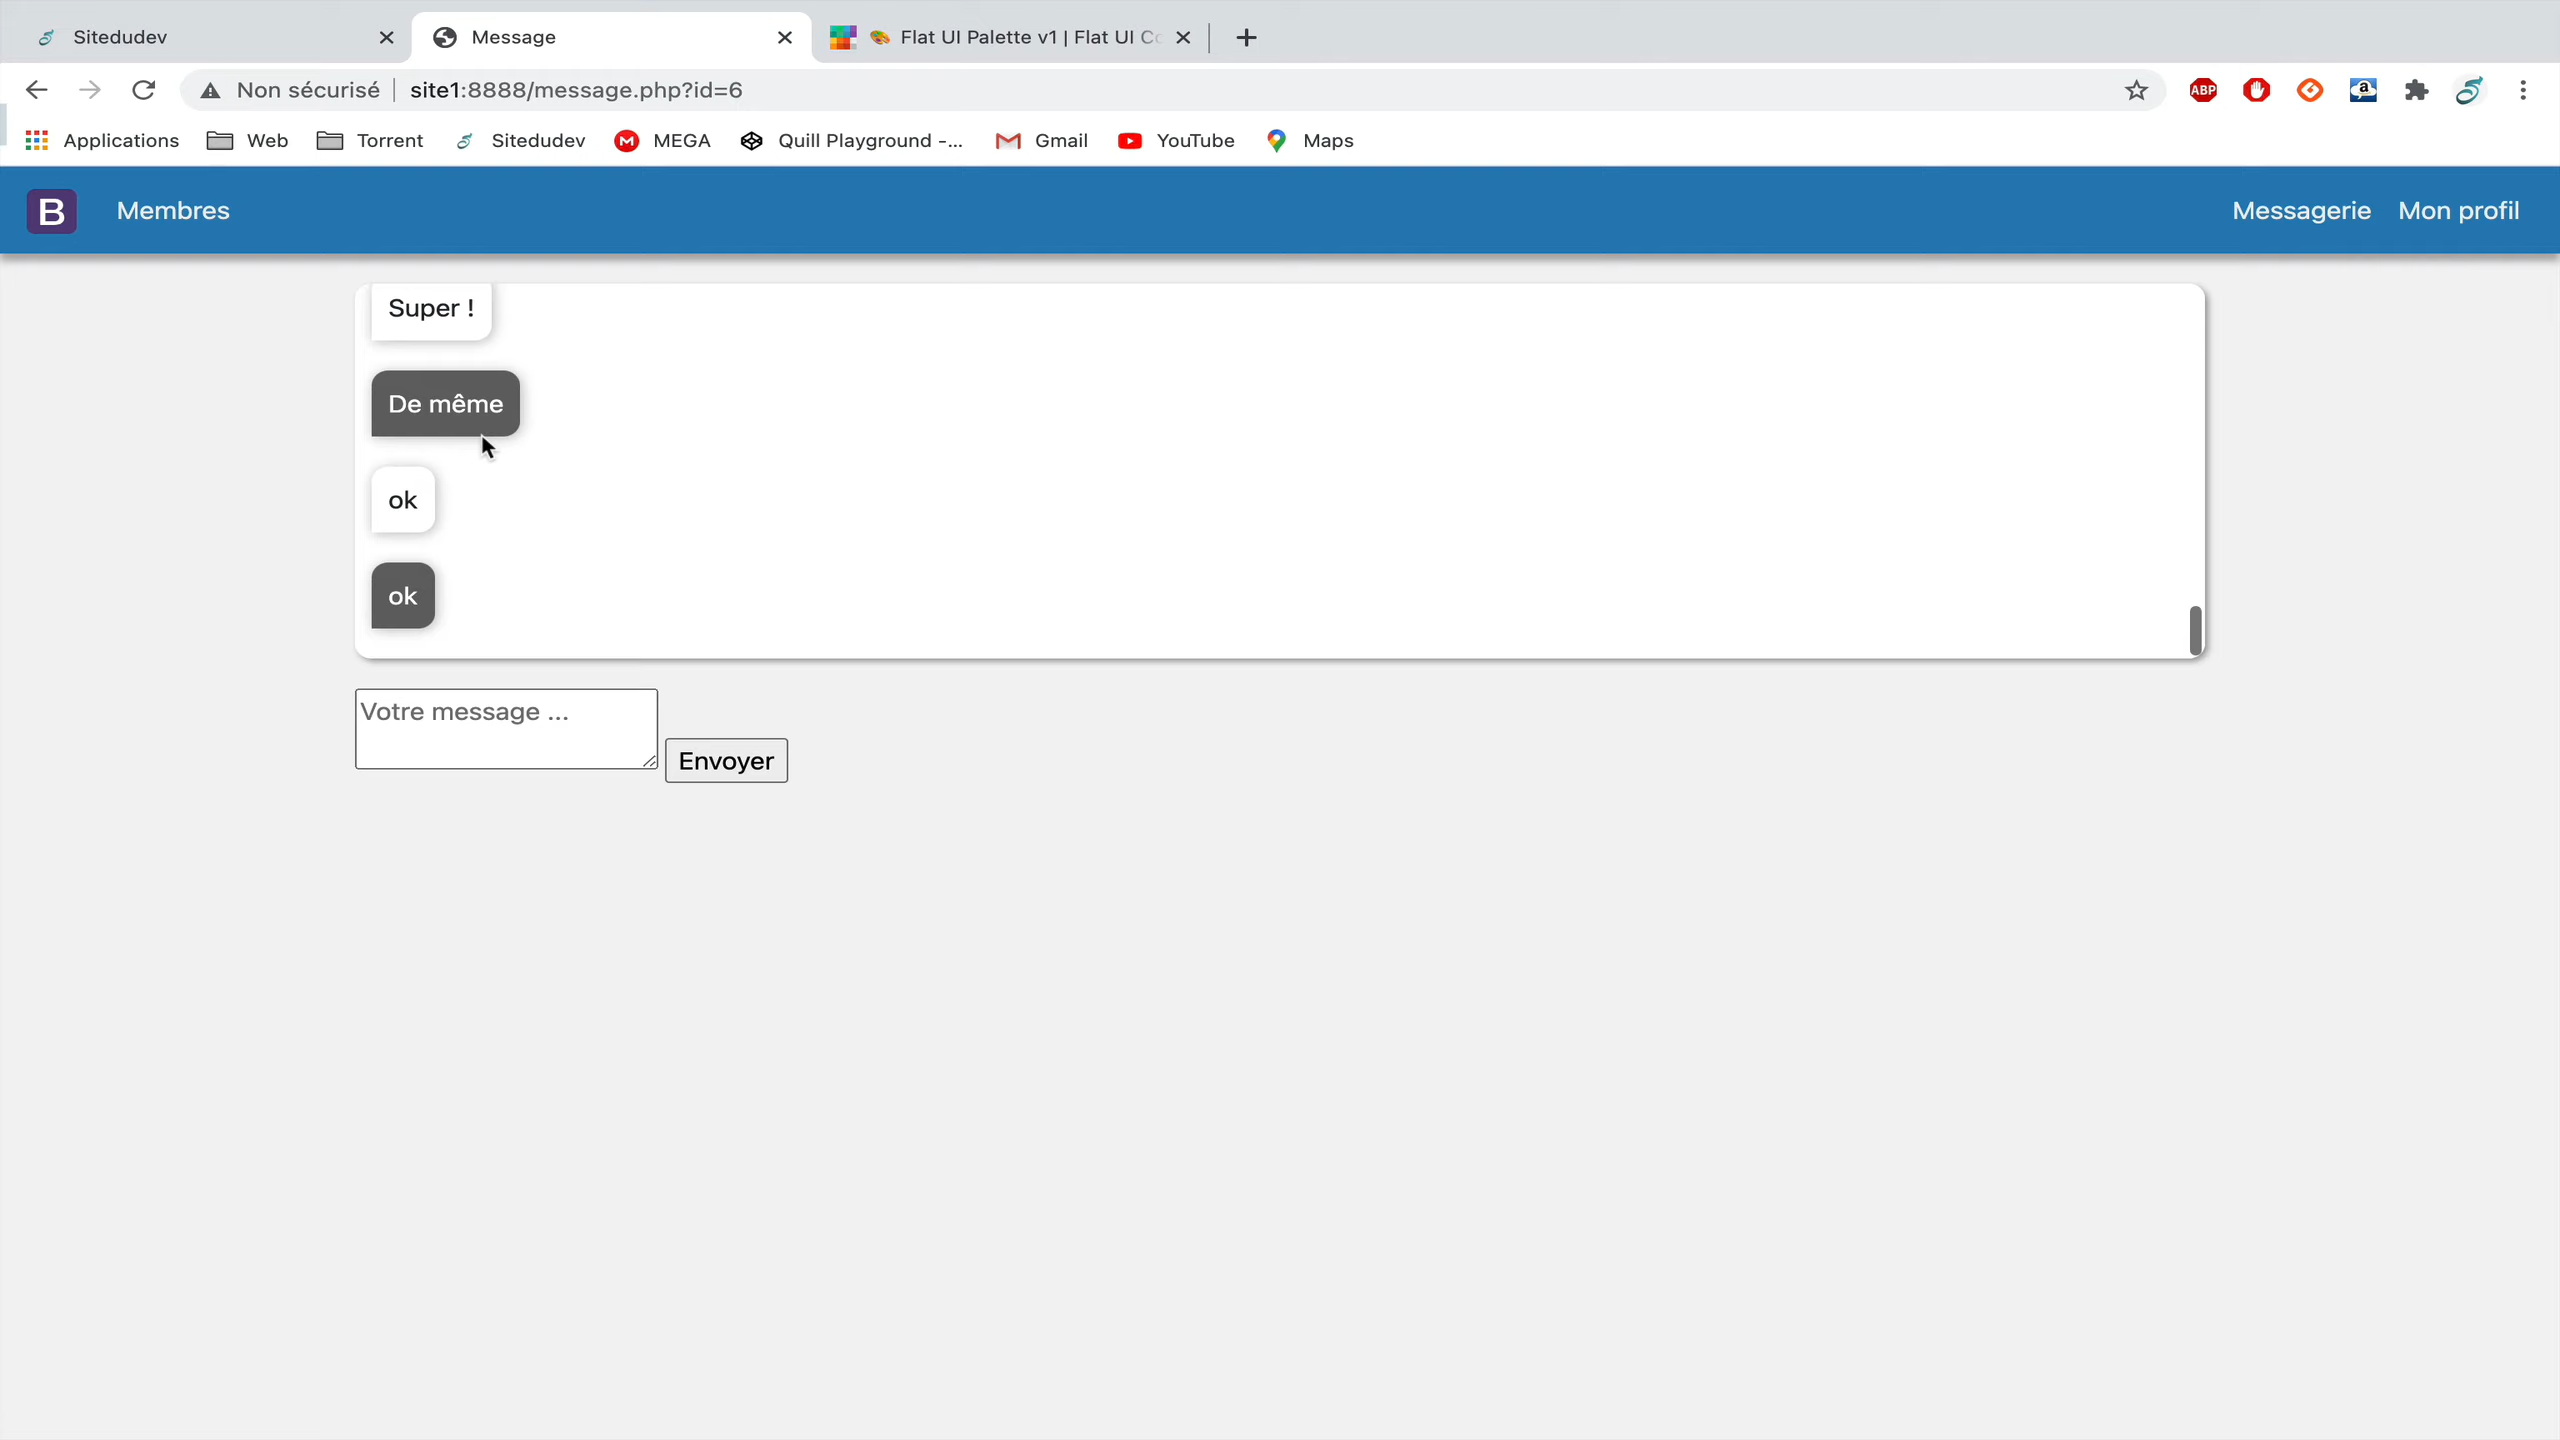 Sitedudev
Message
Flat UI Palette v1 | Flat UI Co
Non sécurisé
site1:8888/message.php?id=6
ABP
a
Applications
Web
Torrent
Sitedudev
M
MEGA
Quill Playground -...
Gmail
YouTube
Maps
B
Membres
Messagerie
Mon profil
Super !
De même
ok
ok
Votre message ...
Envoyer